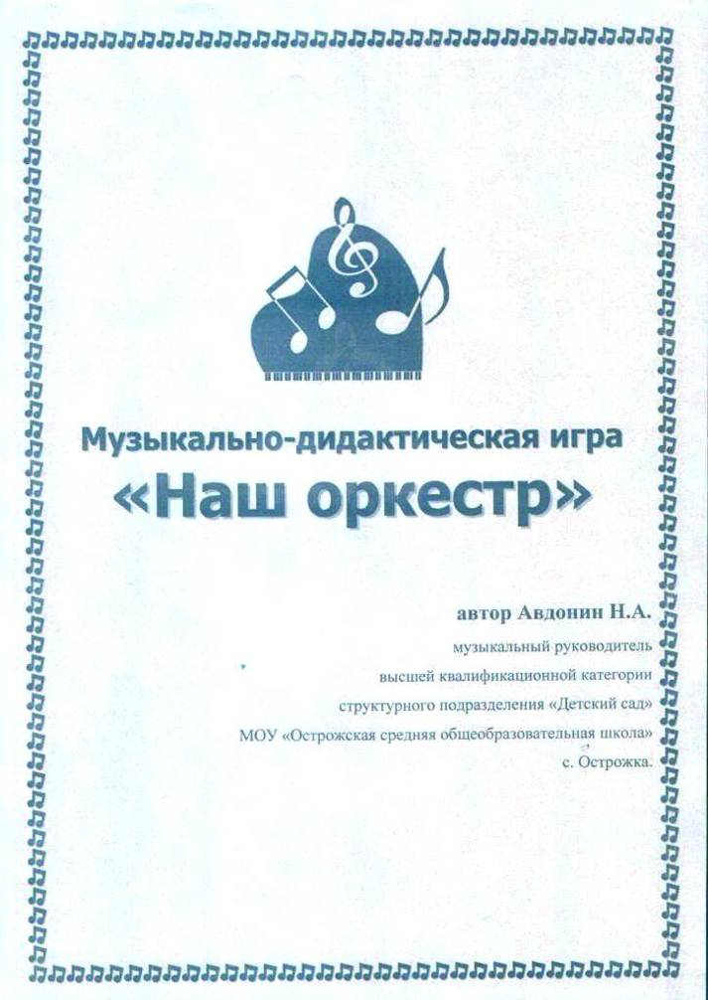 Музыкально-дидактическая игра
«Наш оркестр»
автор Авдонин Н.А.
музыкальный руководитель
высшей квалификационной категории
структурного подразделения «Детский сад»
МОУ «Острожская средняя общеобразовательная школа»
с. Острожка.